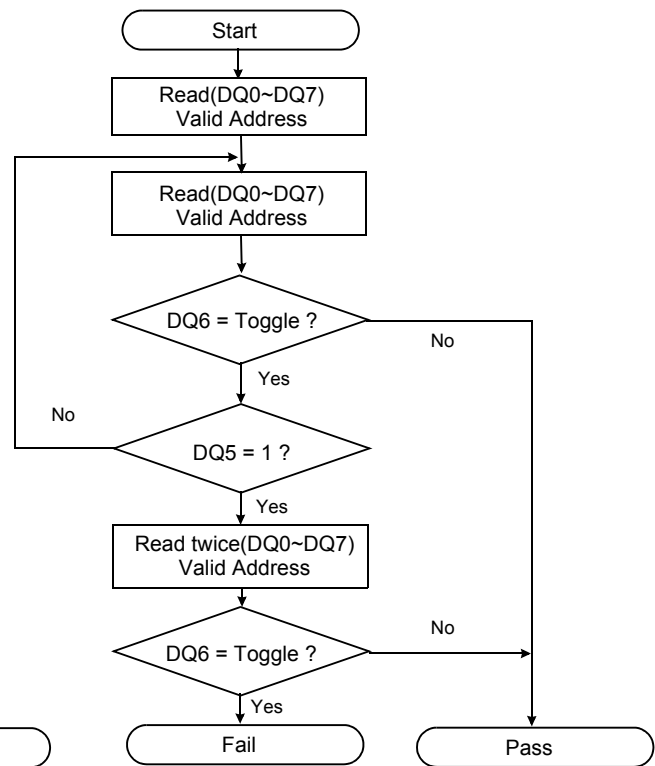 Start
Read(DQ0~DQ7)
Valid Address
Read(DQ0~DQ7)
Valid Address
DQ6 = Toggle ?
No
Yes
No
DQ5 = 1 ?
Yes
Read twice(DQ0~DQ7)
Valid Address
No
DQ6 = Toggle ?
Yes
Fail
Pass